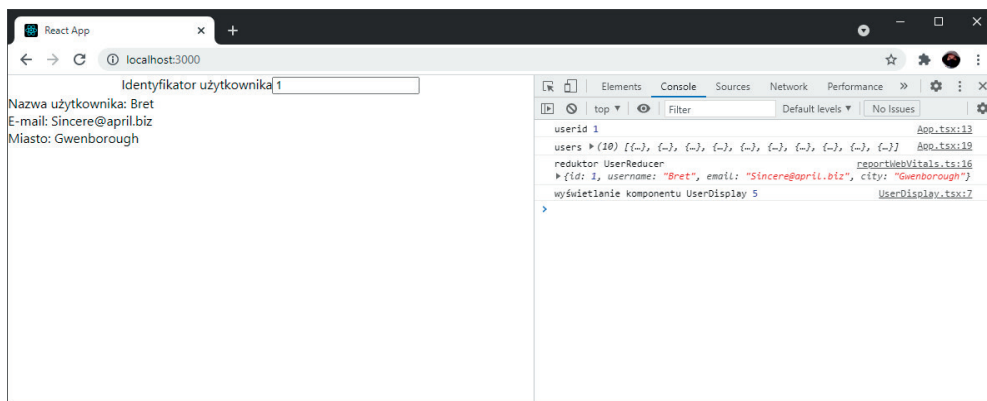 React App
localhost:3000
Identyfikator użytkownika 1
Nazwa użytkownika: Bret
E-mail: Sincere@april.biz
Miasto: Gwenborough
Elements Console Sources Network Performance »
top ▼ Filter Default levels ▼ No Issues
userid 1 App.tsx:13
users ▶(10) [{…}, {…}, {…}, {…}, {…}, {…}, {…}, {…}, {…}, {…}] App.tsx:19
reduktor UserReducer reportWebVitals.ts:16
▶{id: 1, username: "Bret", email: "Sincere@april.biz", city: "Gwenborough"}
wyświetlanie komponentu UserDisplay 5 UserDisplay.tsx:7
>